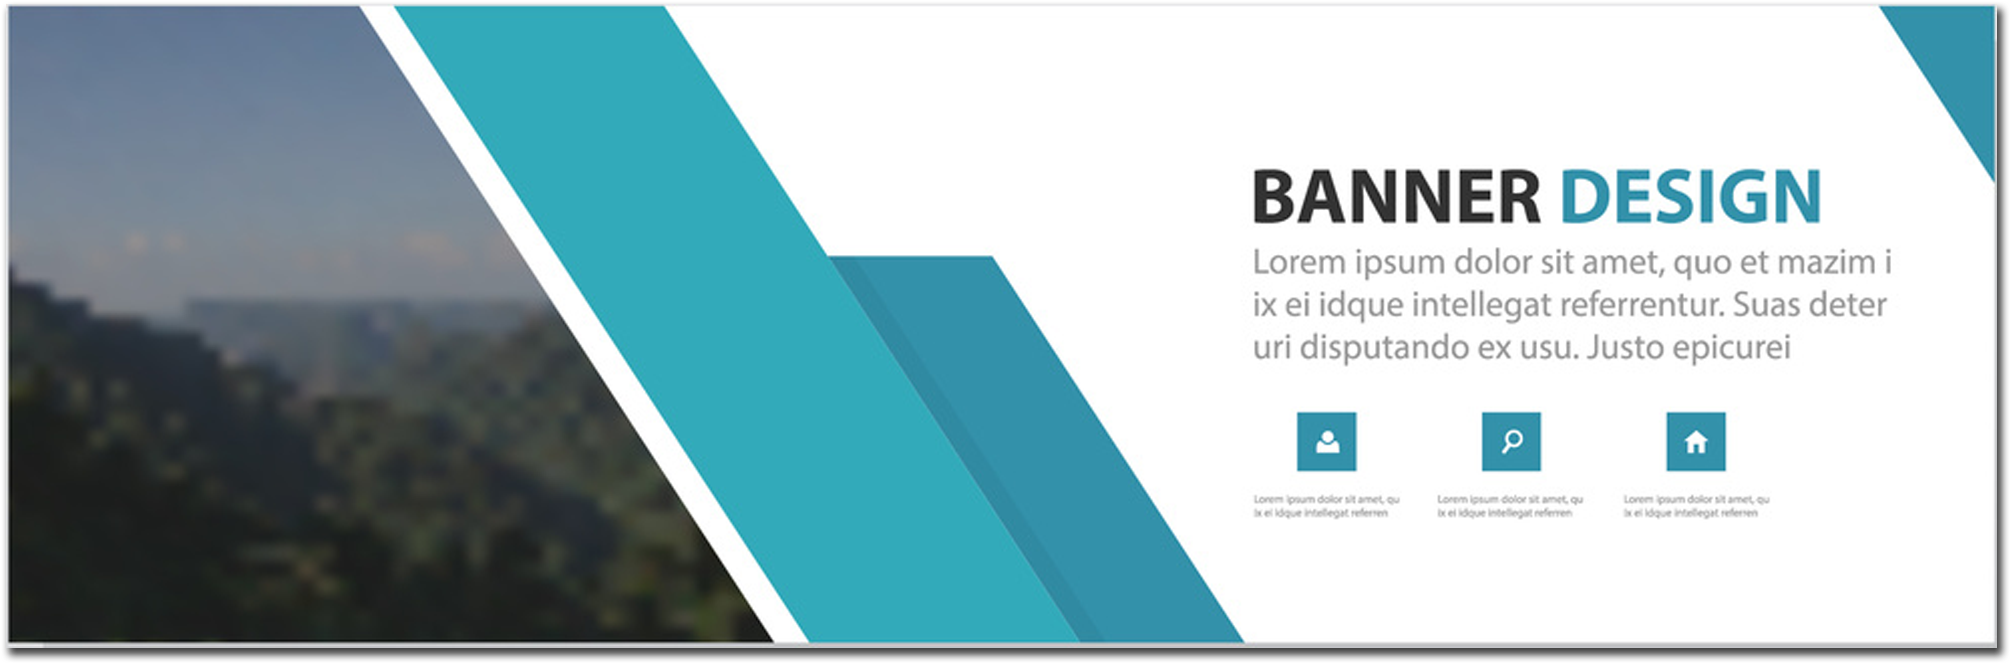 BANNER DESIGN
Lorem ipsum dolor sit amet, quo et mazim i
ix ei idque intellegat referrentur. Suas deter
uri disputando ex usu. Justo epicurei
Lorem ipsum dolor sit amet, qu
ix ei idque intellegat referren
Lorem ipsum dolor sit amet, qu
ix ei idque intellegat referren
Lorem ipsum dolor sit amet, qu
ix ei idque intellegat referren